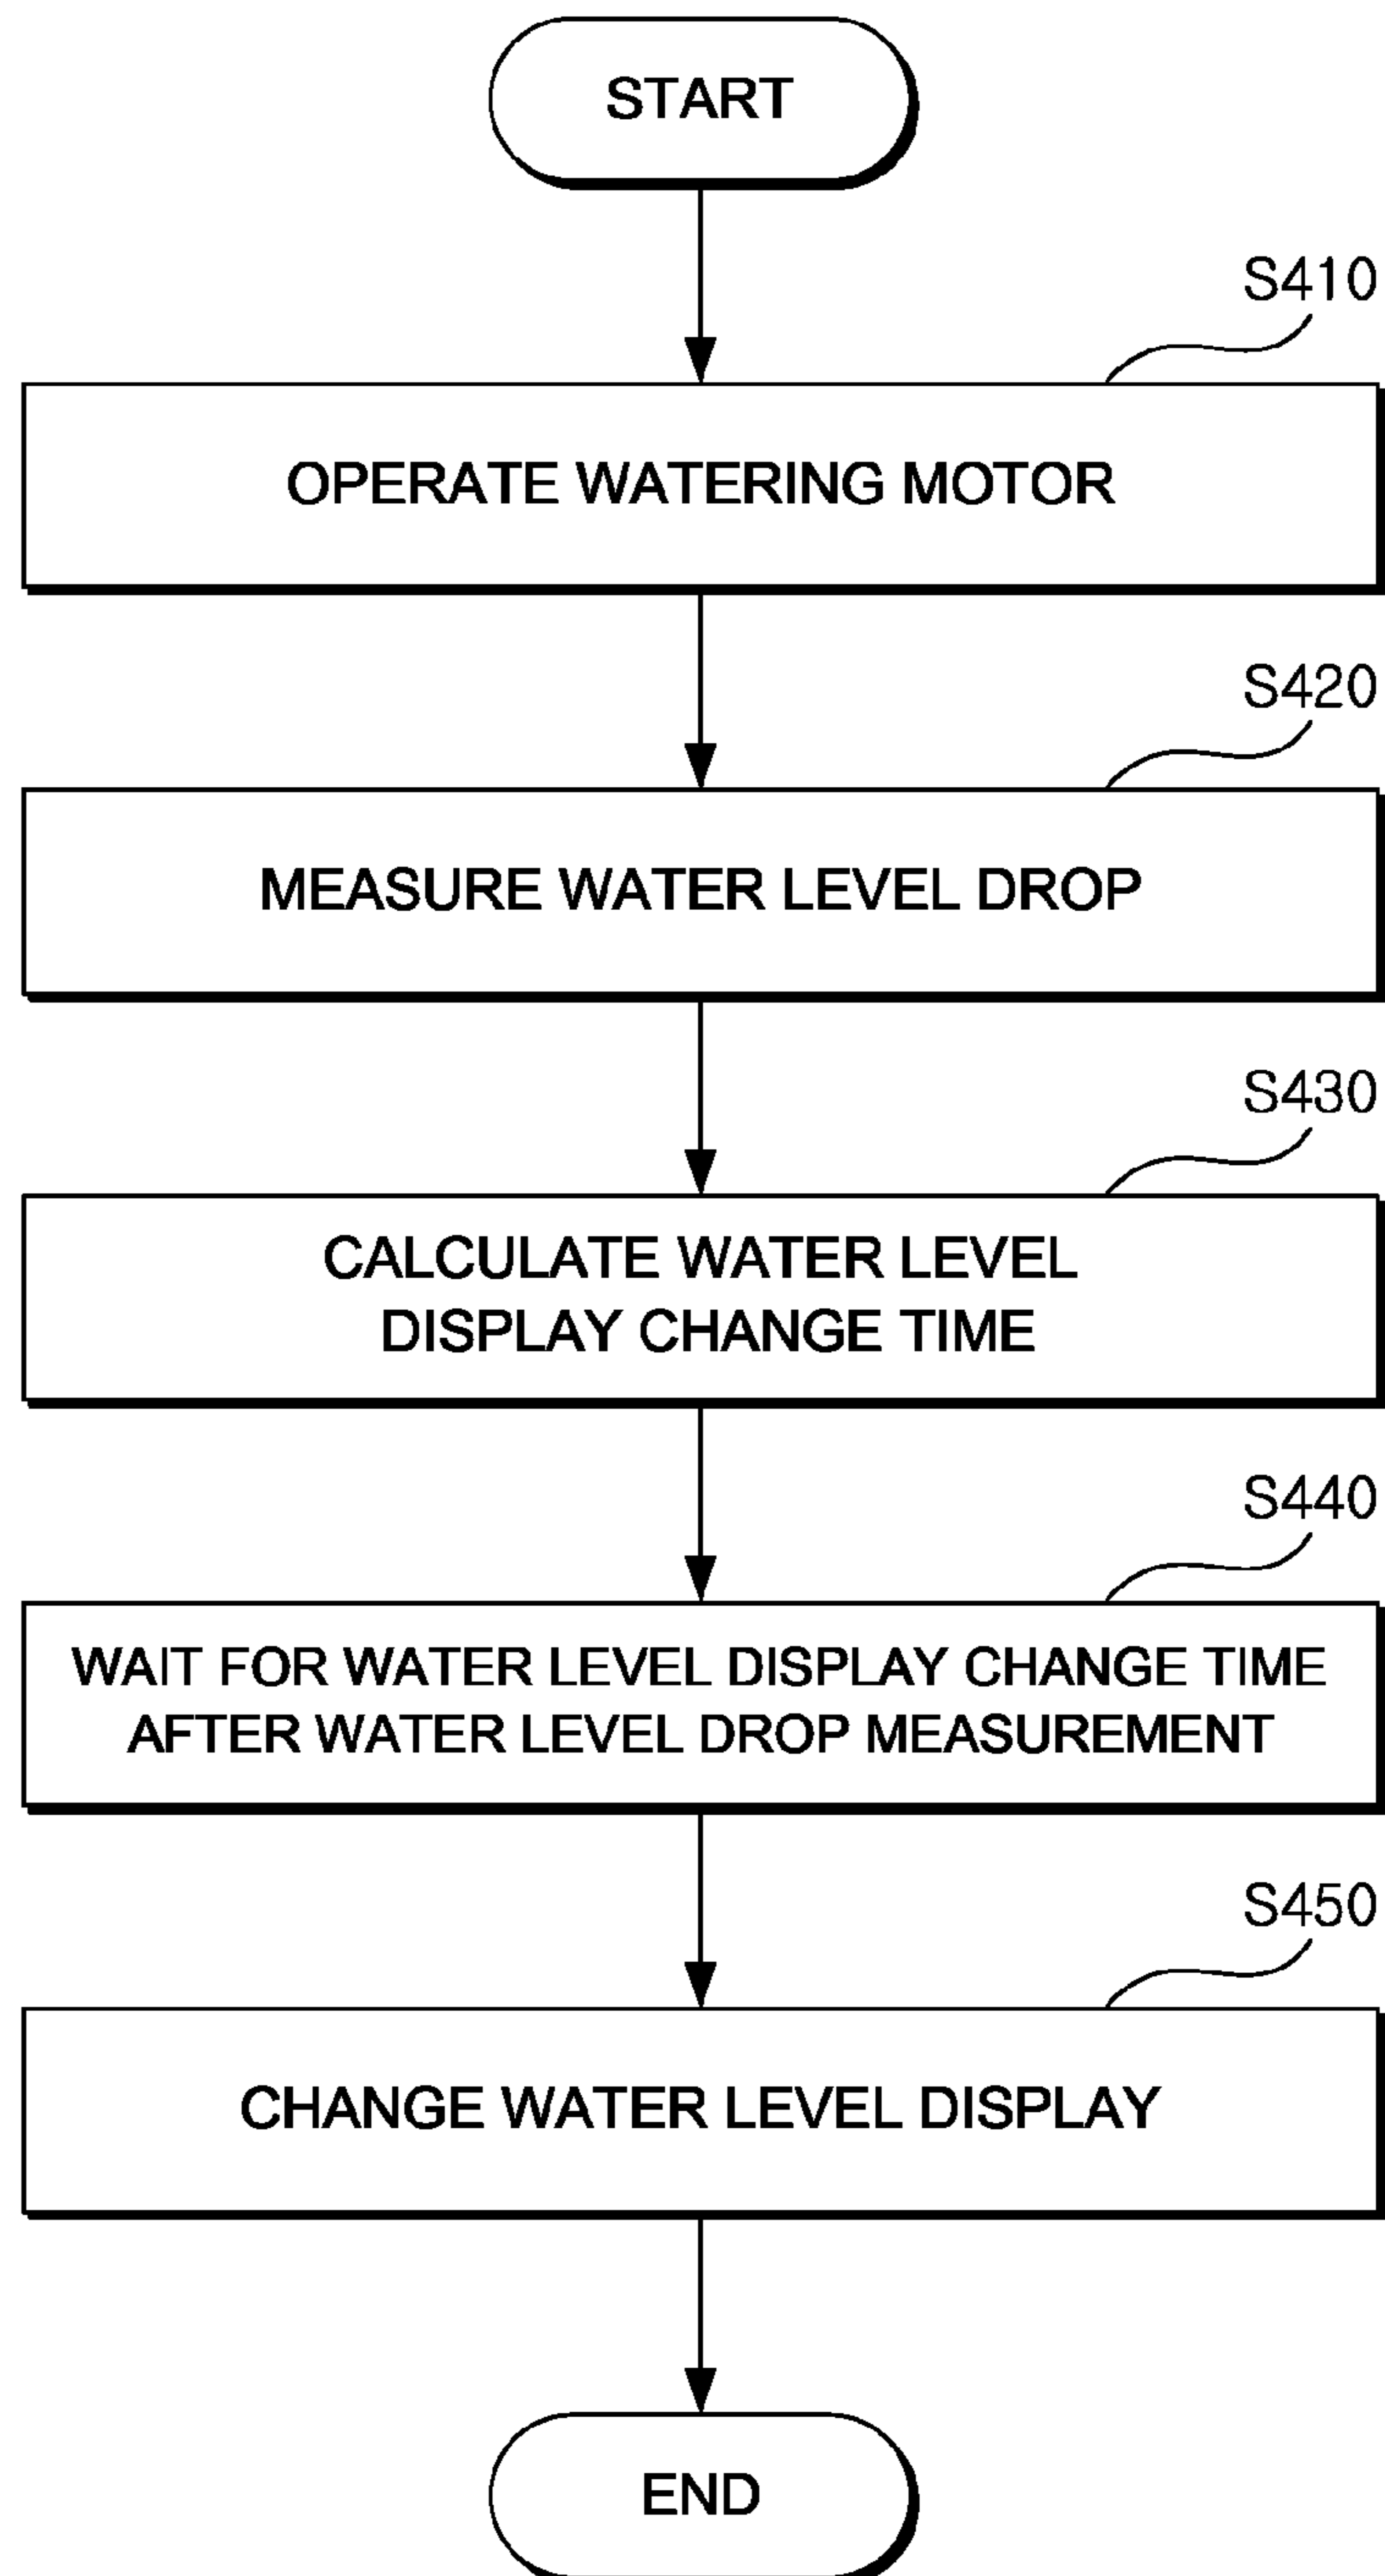 START
S410
OPERATE WATERING MOTOR
S420
MEASURE WATER LEVEL DROP
S430
CALCULATE WATER LEVEL
DISPLAY CHANGE TIME
S440
WAIT FOR WATER LEVEL DISPLAY CHANGE TIME
AFTER WATER LEVEL DROP MEASUREMENT
S450
CHANGE WATER LEVEL DISPLAY
END